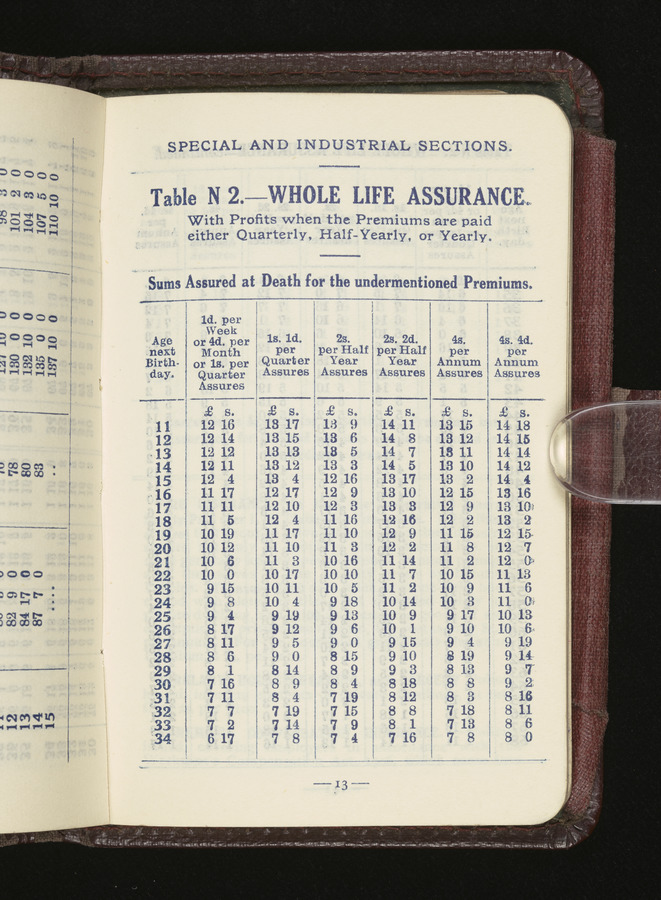 SPECIAL AND INDUSTRIAL SECTIONS.
Table N 2.—WHOLE LIFE ASSURANCE.
With Profits when the Premiums are paid
either Quarterly, Half-Yearly, or Yearly.
Sums Assured at Death for the undermentioned Premiums.
Age next Birth-day. | 1d. per Week or 4d. per Month or 1s. per Quarter Assures | 1s. 1d. per Quarter Assures | 2s. per Half Year Assures | 2s. 2d. per Half Year Assures | 4s. per Annum Assures | 4s. 4d. per Annum Assures
£ s. £ s. £ s. £ s. £ s. £ s.
11 12 16 13 17 13 9 14 11 13 15 14 18
12 12 14 13 15 13 6 14 8 13 12 14 15
13 12 12 13 13 13 5 14 7 13 11 14 14
14 12 11 13 12 13 3 14 5 13 10 14 12
15 12 4 13 4 12 16 13 17 13 2 14 4
16 11 17 12 17 12 9 13 10 12 15 13 16
17 11 11 12 10 12 3 13 3 12 9 13 10
18 11 5 12 4 11 16 12 16 12 2 13 2
19 10 19 11 17 11 10 12 9 11 15 12 15
20 10 12 11 10 11 3 12 2 11 8 12 7
21 10 6 11 3 10 16 11 14 11 2 12 0
22 10 0 10 17 10 10 11 7 10 15 11 13
23 9 15 10 11 10 5 11 2 10 9 11 6
24 9 8 10 4 9 18 10 14 10 3 11 0
25 9 4 9 19 9 13 10 9 9 17 10 13
26 8 17 9 12 9 6 10 1 9 10 10 6
27 8 11 9 5 9 0 9 15 9 4 9 19
28 8 6 9 0 8 15 9 10 8 19 9 14
29 8 1 8 14 8 9 9 3 8 13 9 7
30 7 16 8 9 8 4 8 18 8 8 9 2
31 7 11 8 4 7 19 8 12 8 3 8 16
32 7 7 7 19 7 15 8 8 7 18 8 11
33 7 2 7 14 7 9 8 1 7 13 8 6
34 6 17 7 8 7 4 7 16 7 8 8 0
— 13 —